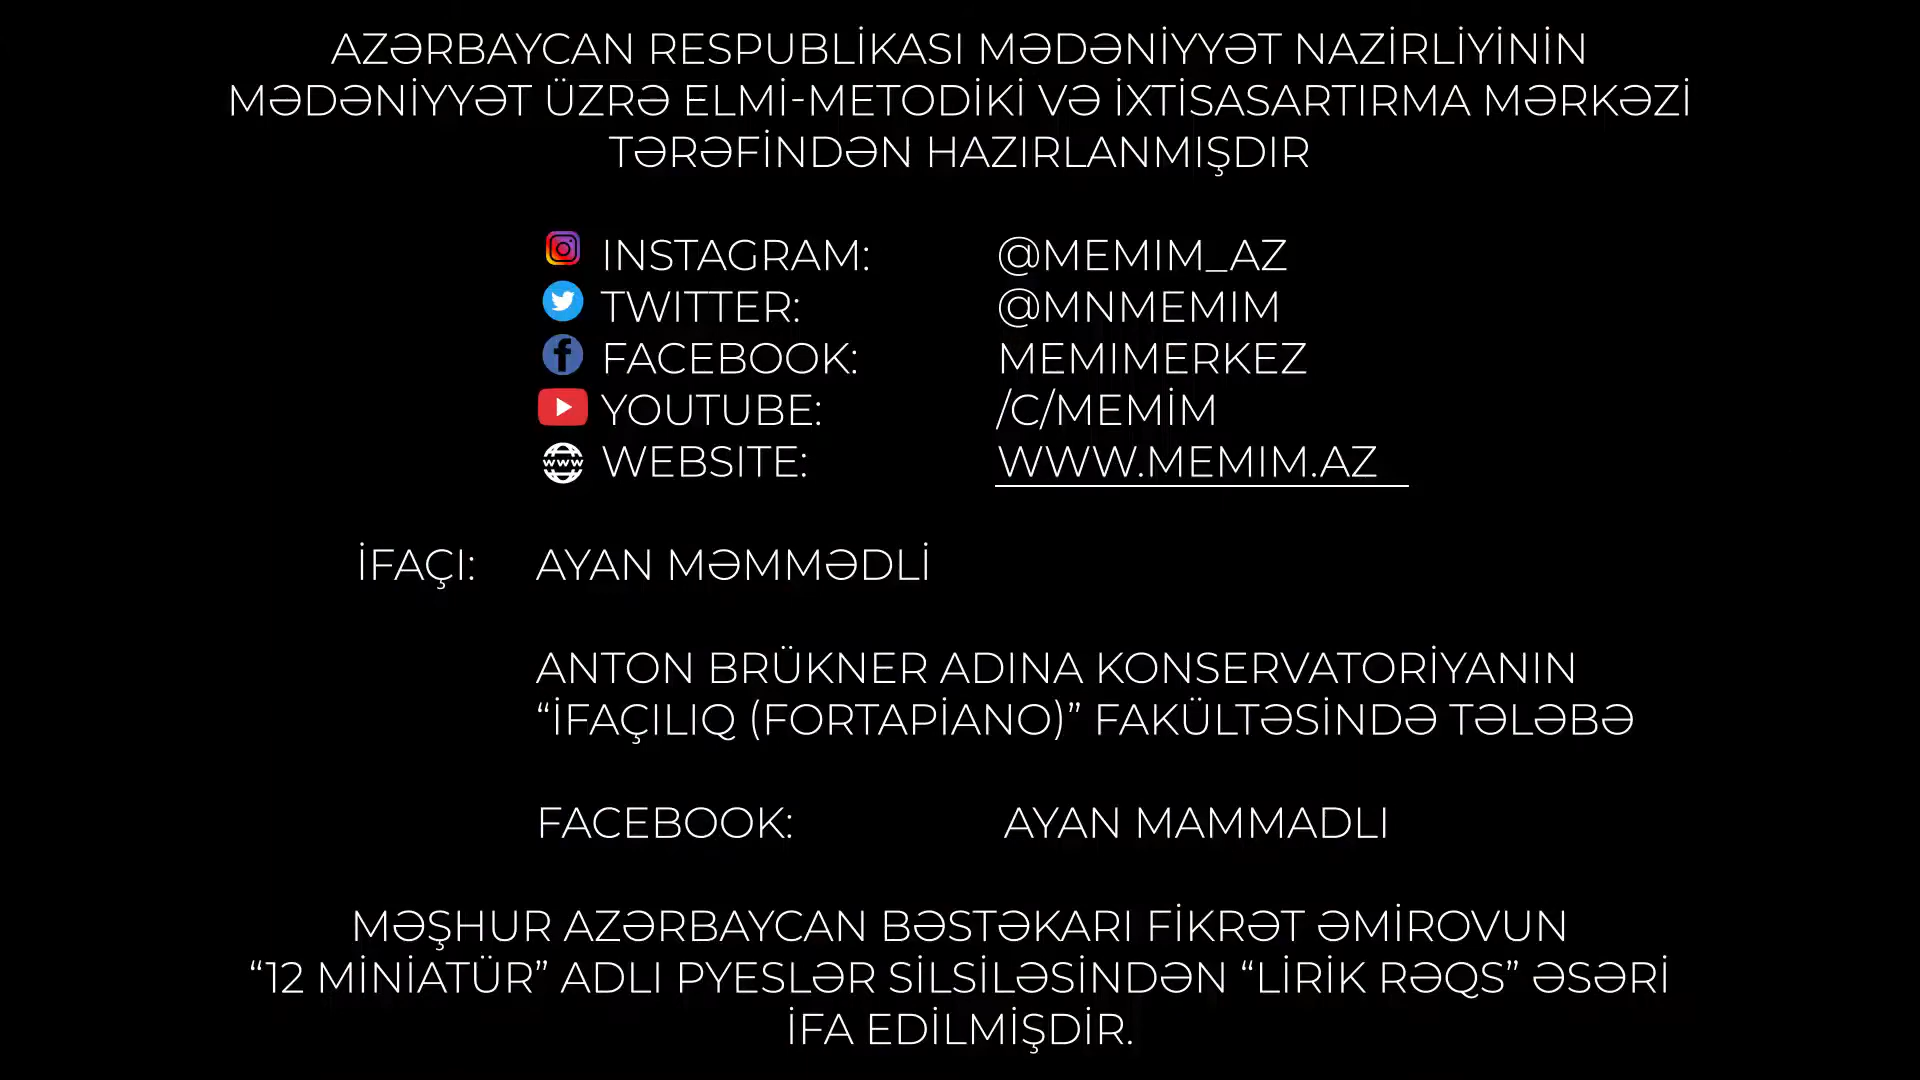 AZƏRBAYCAN RESPUBLİKASI MƏDƏNİYYƏT NAZİRLİYİNİN
MƏDƏNİYYƏT ÜZRƏ ELMİ-METODİKİ VƏ İXTİSASARTIRMA MƏRKƏZİ
TƏRƏFİNDƏN HAZIRLANMIŞDIR
INSTAGRAM: @MEMIM_AZ
TWITTER: @MNMEMIM
FACEBOOK: MEMIMERKEZ
YOUTUBE: /C/MEMİM
WWW WEBSITE: WWW.MEMIM.AZ
İFAÇI: AYAN MƏMMƏDLİ
ANTON BRÜKNER ADINA KONSERVATORİYANIN
“İFAÇILIQ (FORTAPİANO)” FAKÜLTƏSİNDƏ TƏLƏBƏ
FACEBOOK: AYAN MAMMADLI
MƏŞHUR AZƏRBAYCAN BƏSTƏKARI FİKRƏT ƏMİROVUN
“12 MİNİATÜR” ADLI PYESLƏR SİLSİLƏSİNDƏN “LİRİK RƏQS” ƏSƏRİ
İFA EDİLMİŞDİR.